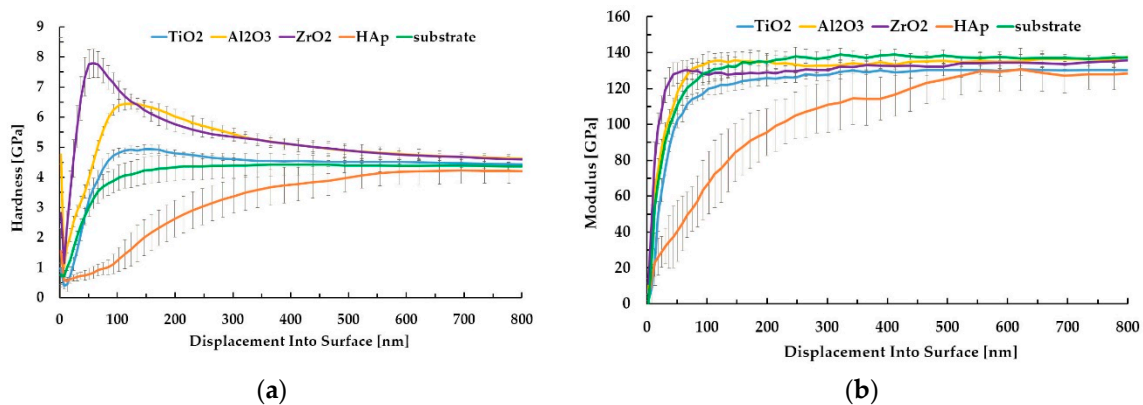 TiO2 Al2O3 ZrO2 HAp substrate
Hardness [GPa]
9
8
7
6
5
4
3
2
1
0
0 100 200 300 400 500 600 700 800
Displacement Into Surface [nm]
(a)
TiO2 Al2O3 ZrO2 HAp substrate
Modulus [GPa]
160
140
120
100
80
60
40
20
0
0 100 200 300 400 500 600 700 800
Displacement Into Surface [nm]
(b)